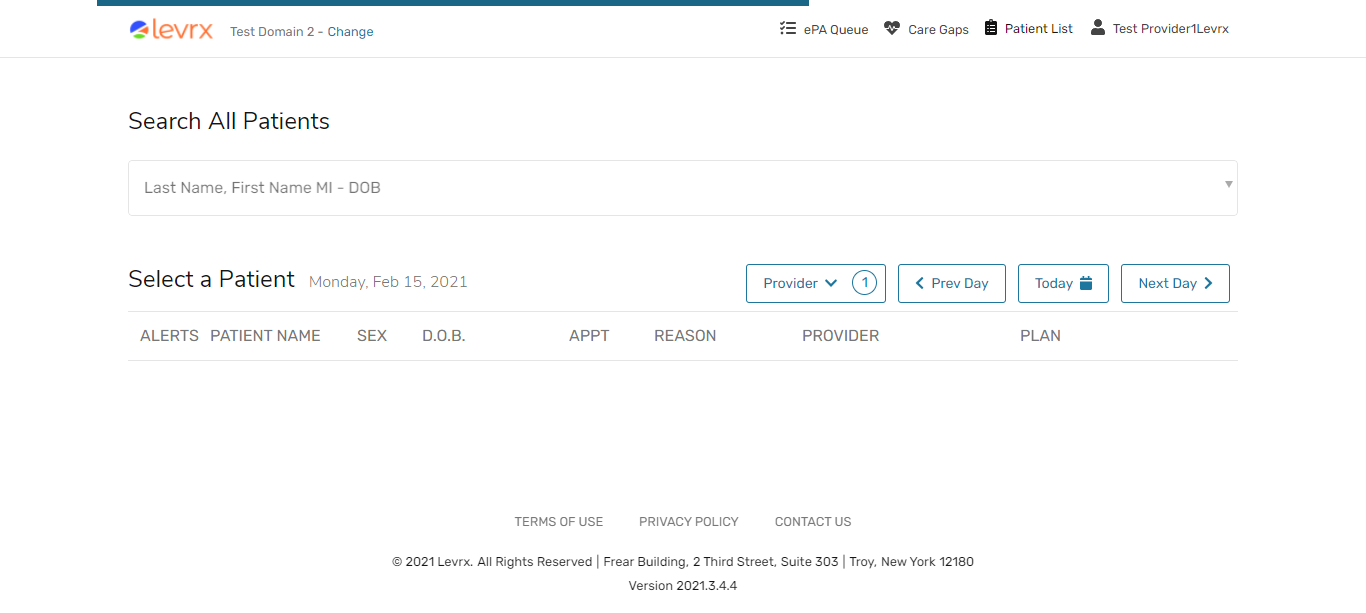 levrx Test Domain 2 - Change ePA Queue Care Gaps Patient List Test Provider1Levrx
Search All Patients
Last Name, First Name MI - DOB
Select a Patient Monday, Feb 15, 2021 Provider 1 Prev Day Today Next Day
ALERTS PATIENT NAME SEX D.O.B. APPT REASON PROVIDER PLAN
TERMS OF USE PRIVACY POLICY CONTACT US
© 2021 Levrx. All Rights Reserved | Frear Building, 2 Third Street, Suite 303 | Troy, New York 12180
Version 2021.3.4.4